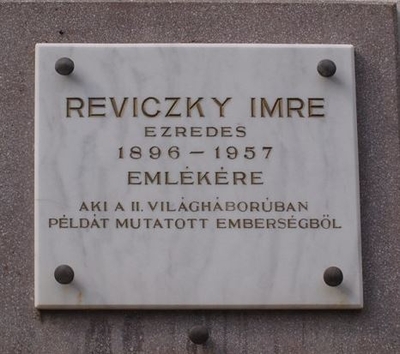 REVICZKY IMRE
EZREDES
1896 – 1957
EMLÉKÉRE
AKI A II. VILÁGHÁBORÚBAN
PÉLDÁT MUTATOTT EMBERSÉGBŐL